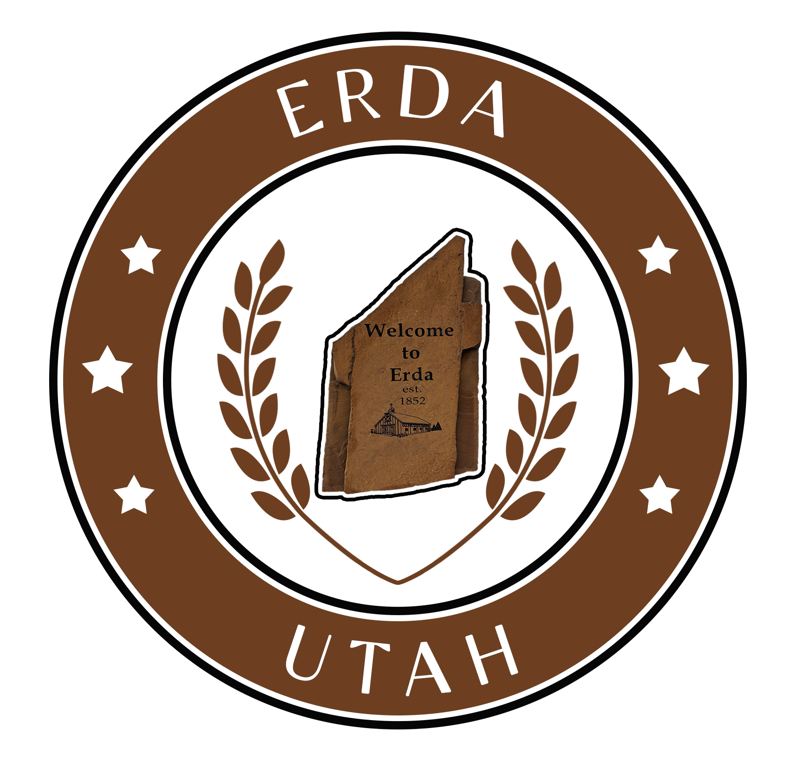 ERDA
Welcome
to
Erda
est.
1852
UTAH